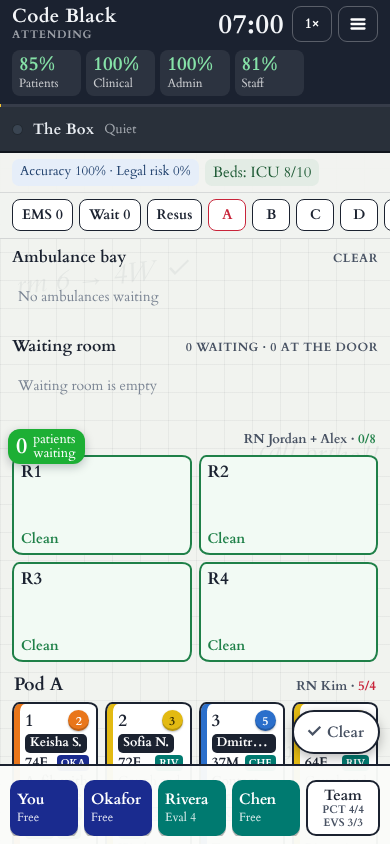 Code Black
ATTENDING
07:00
1×
85%
Patients
100%
Clinical
100%
Admin
81%
Staff
The Box Quiet
Accuracy 100% · Legal risk 0%
Beds: ICU 8/10
EMS 0
Wait 0
Resus
A
B
C
D
Ambulance bay
CLEAR
rm 6 → 4W ✓
No ambulances waiting
Waiting room
0 WAITING · 0 AT THE DOOR
Waiting room is empty
0 patients
waiting
RN Jordan + Alex · 0/8
R1
Clean
R2
Clean
R3
Clean
R4
Clean
Pod A
RN Kim · 5/4
1
2
Keisha S.
74F
OKA
2
3
Sofia N.
72F
RIV
3
5
Dmitr...
37M
CHE
64F
RIV
✓ Clear
You
Free
Okafor
Free
Rivera
Eval 4
Chen
Free
Team
PCT 4/4
EVS 3/3